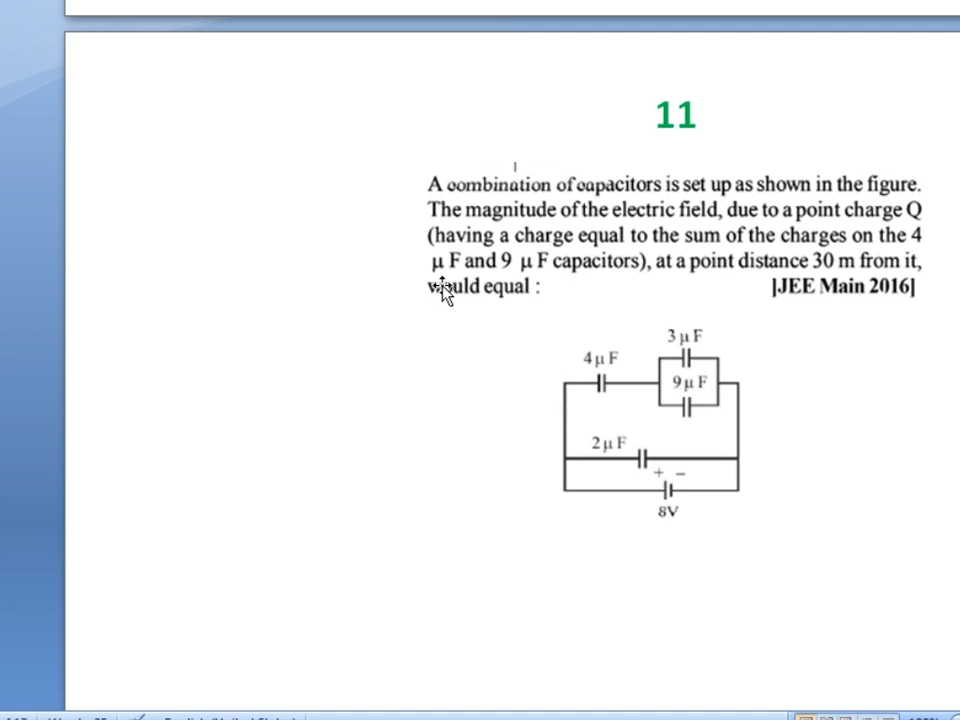 11
A combination of capacitors is set up as shown in the figure.
The magnitude of the electric field, due to a point charge Q
(having a charge equal to the sum of the charges on the 4
μ F and 9 μ F capacitors), at a point distance 30 m from it,
would equal : [JEE Main 2016]
3 μ F
4 μ F
9 μ F
2 μ F
+ −
8V